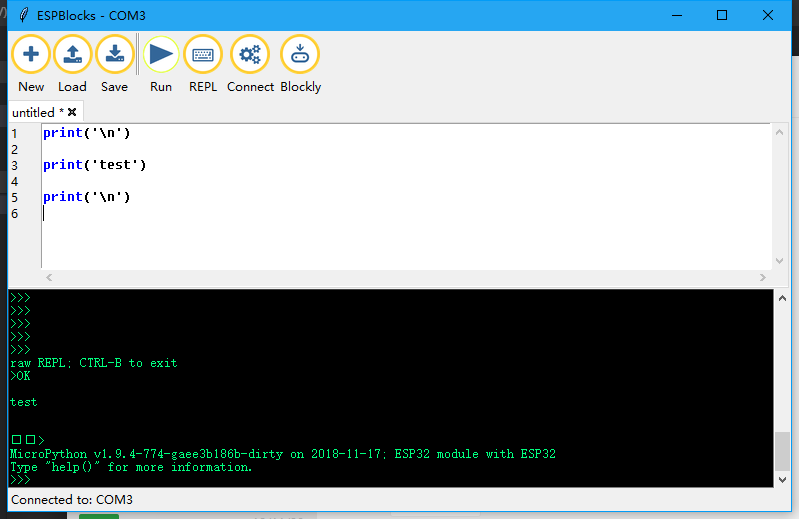 ESPBlocks - COM3
New Load Save Run REPL Connect Blockly
untitled *
1 print('\n')
2
3 print('test')
4
5 print('\n')
6
>>>
>>>
>>>
>>>
>>>
raw REPL; CTRL-B to exit
>OK
test
□□>
MicroPython v1.9.4-774-gaee3b186b-dirty on 2018-11-17; ESP32 module with ESP32
Type "help()" for more information.
>>>
Connected to: COM3